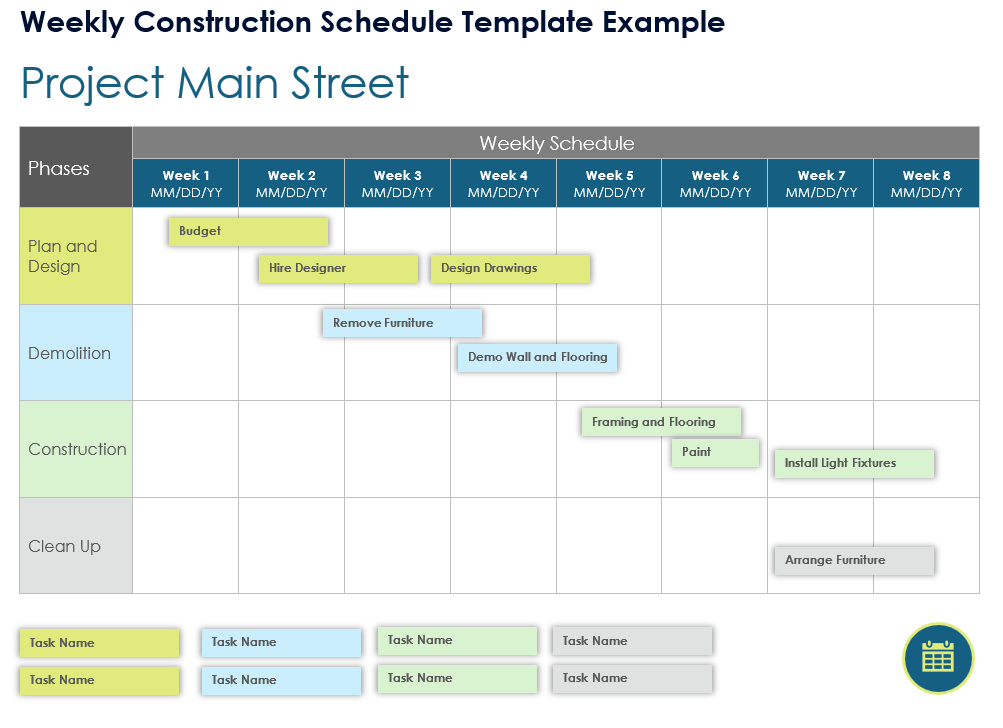 Weekly Construction Schedule Template Example
Project Main Street
Phases
Weekly Schedule
Week 1
MM/DD/YY
Week 2
MM/DD/YY
Week 3
MM/DD/YY
Week 4
MM/DD/YY
Week 5
MM/DD/YY
Week 6
MM/DD/YY
Week 7
MM/DD/YY
Week 8
MM/DD/YY
Plan and
Design
Budget
Hire Designer
Design Drawings
Demolition
Remove Furniture
Demo Wall and Flooring
Construction
Framing and Flooring
Paint
Install Light Fixtures
Clean Up
Arrange Furniture
Task Name
Task Name
Task Name
Task Name
Task Name
Task Name
Task Name
Task Name